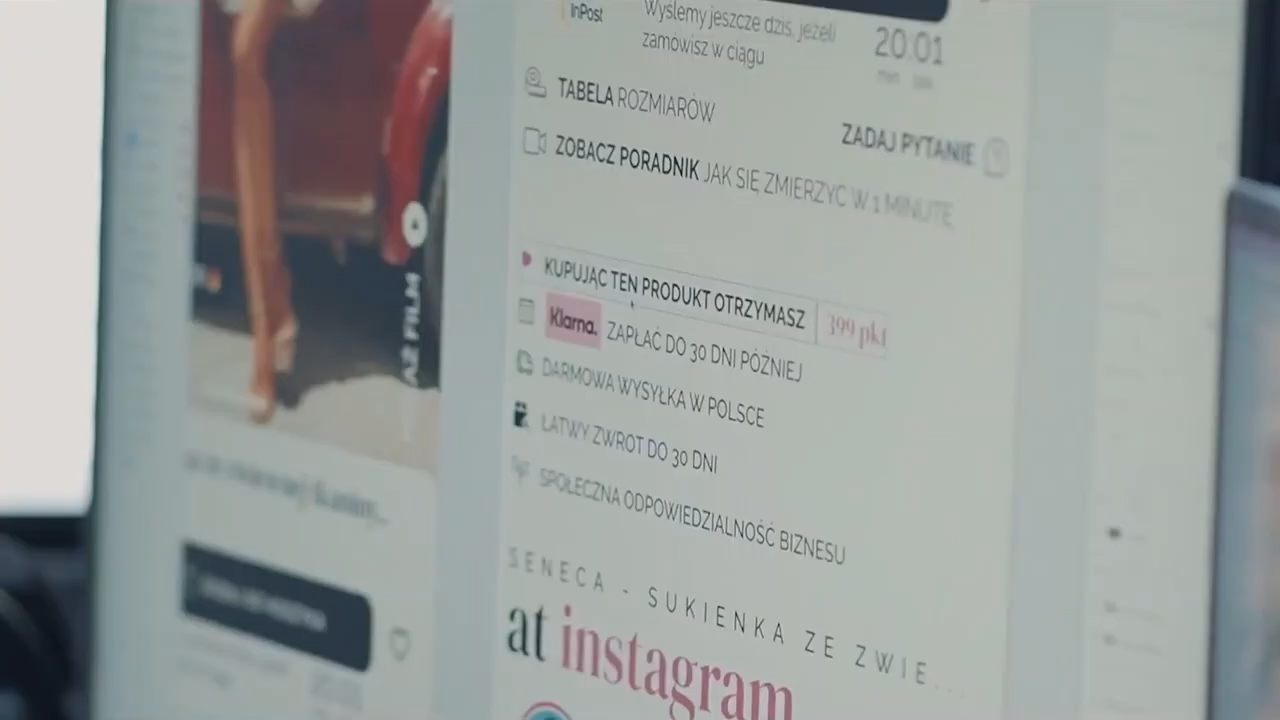 InPost
Wyślemy jeszcze dziś, jeżeli
zamówisz w ciągu
20:01
TABELA ROZMIARÓW
ZADAJ PYTANIE
ZOBACZ PORADNIK JAK SIĘ ZMIERZYC W 1 MINUTĘ
KUPUJĄC TEN PRODUKT OTRZYMASZ 399 pkt
Klarna. ZAPŁAĆ DO 30 DNI PÓŹNIEJ
DARMOWA WYSYŁKA W POLSCE
ŁATWY ZWROT DO 30 DNI
SPOŁECZNA ODPOWIEDZIALNOŚĆ BIZNESU
SENECA - SUKIENKA ZE ZWIE...
at instagram
FILM